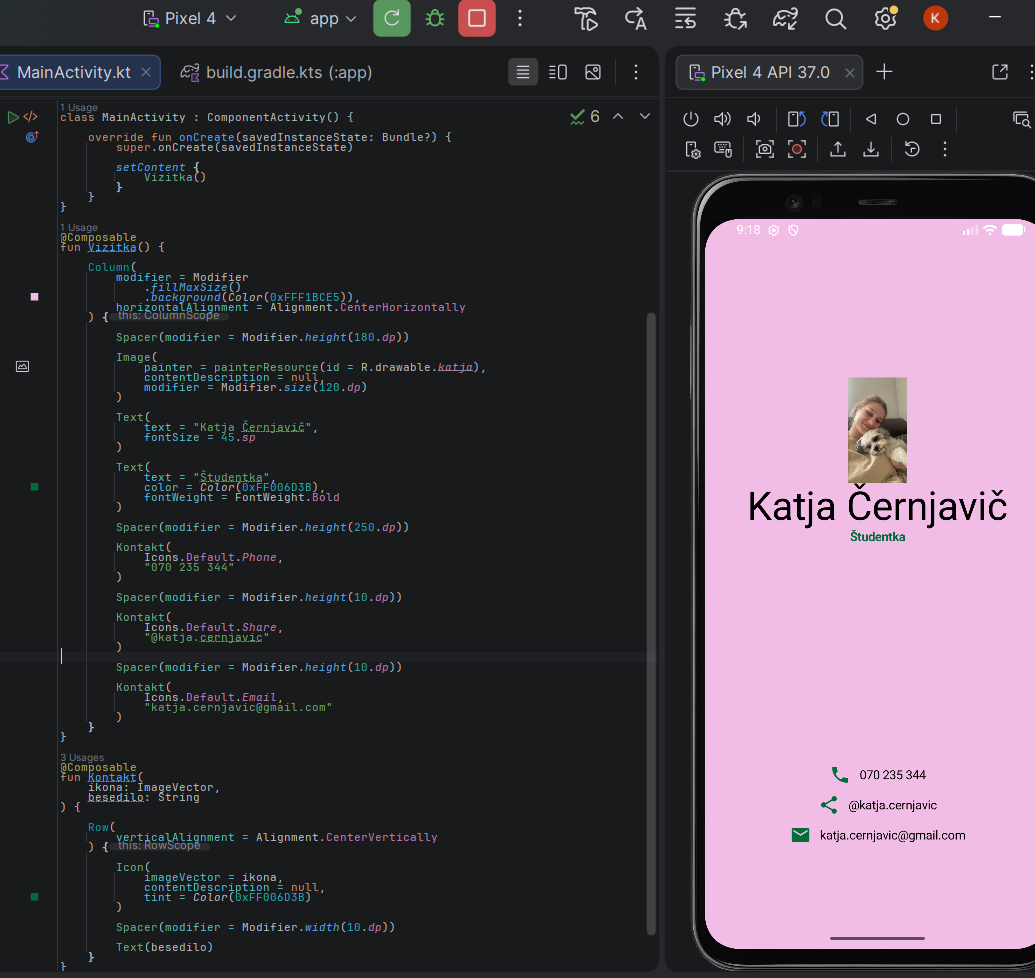 Pixel 4
app
K
MainActivity.kt
build.gradle.kts (:app)
Pixel 4 API 37.0
1 Usage
class MainActivity : ComponentActivity() {
6
override fun onCreate(savedInstanceState: Bundle?) {
super.onCreate(savedInstanceState)
setContent {
Vizitka()
}
}
}
1 Usage
@Composable
fun Vizitka() {
Column(
modifier = Modifier
.fillMaxSize()
.background(Color(0xFFF1BCE5)),
horizontalAlignment = Alignment.CenterHorizontally
) { this: ColumnScope
Spacer(modifier = Modifier.height(180.dp))
Image(
painter = painterResource(id = R.drawable.katja),
contentDescription = null,
modifier = Modifier.size(120.dp)
)
Text(
text = "Katja Černjavič",
fontSize = 45.sp
)
Text(
text = "Študentka",
color = Color(0xFF006D3B),
fontWeight = FontWeight.Bold
)
Spacer(modifier = Modifier.height(250.dp))
Kontakt(
Icons.Default.Phone,
"070 235 344"
)
Spacer(modifier = Modifier.height(10.dp))
Kontakt(
Icons.Default.Share,
"@katja.cernjavic"
)
Spacer(modifier = Modifier.height(10.dp))
Kontakt(
Icons.Default.Email,
"katja.cernjavic@gmail.com"
)
}
}
3 Usages
@Composable
fun Kontakt(
ikona: ImageVector,
besedilo: String
) {
Row(
verticalAlignment = Alignment.CenterVertically
) { this: RowScope
Icon(
imageVector = ikona,
contentDescription = null,
tint = Color(0xFF006D3B)
)
Spacer(modifier = Modifier.width(10.dp))
Text(besedilo)
}
}
9:18
Katja Černjavič
Študentka
070 235 344
@katja.cernjavic
katja.cernjavic@gmail.com